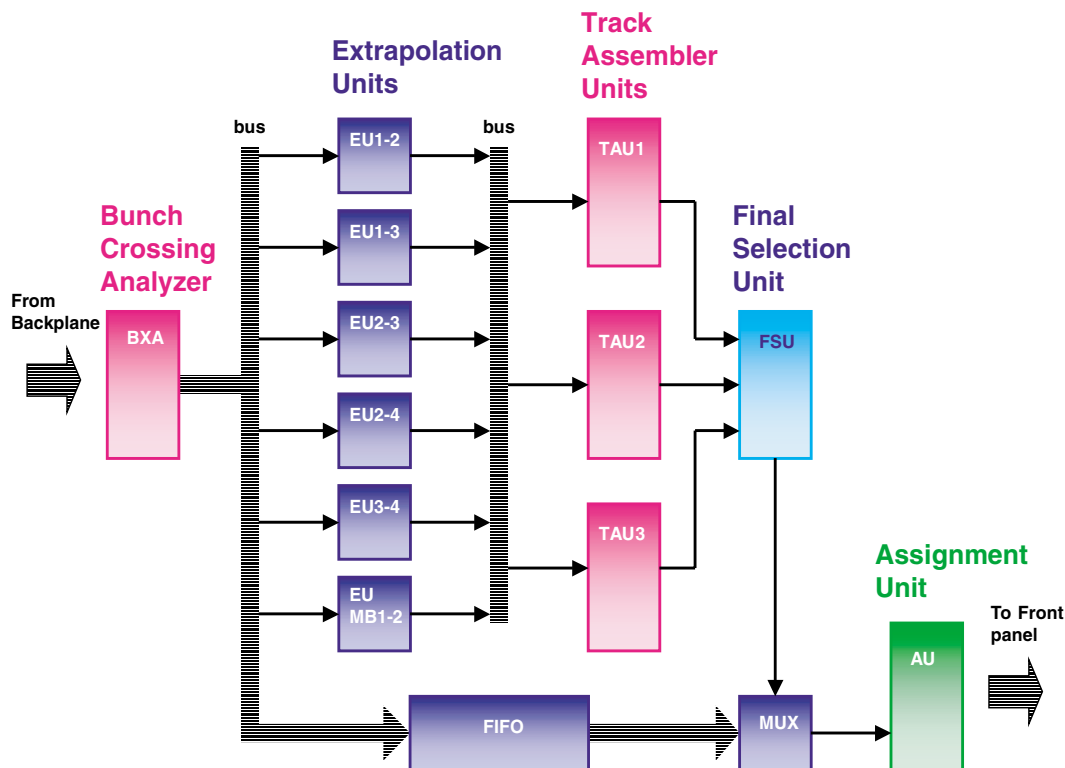 Extrapolation
Units
Track
Assembler
Units
bus
bus
EU1-2
TAU1
Bunch
Crossing
Analyzer
EU1-3
Final
Selection
Unit
From
Backplane
BXA
EU2-3
TAU2
FSU
EU2-4
EU3-4
TAU3
EU
MB1-2
Assignment
Unit
To Front
panel
AU
FIFO
MUX